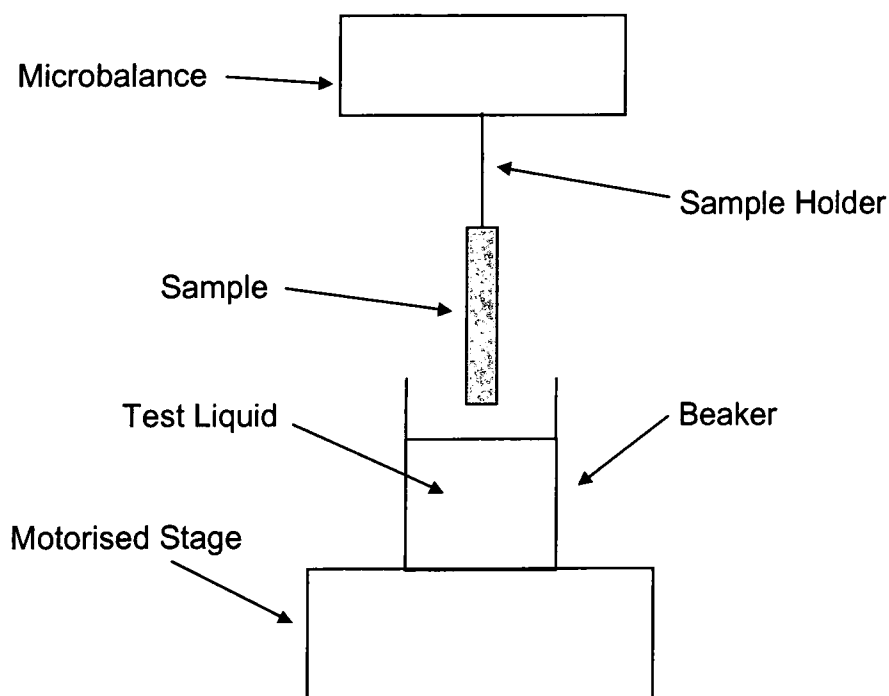 Microbalance
Sample Holder
Sample
Test Liquid
Beaker
Motorised Stage